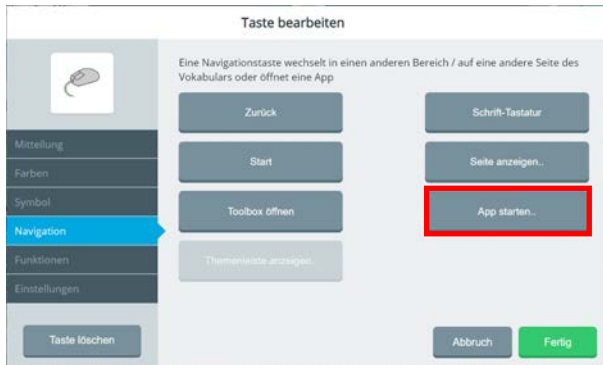 Taste bearbeiten
Eine Navigationstaste wechselt in einen anderen Bereich / auf eine andere Seite des
Vokabulars oder öffnet eine App
Zurück
Schrift-Tastatur
Mitteilung
Start
Seite anzeigen..
Farben
Symbol
Toolbox öffnen
App starten..
Navigation
Funktionen
Themenleiste anzeigen..
Einstellungen
Taste löschen
Abbruch
Fertig